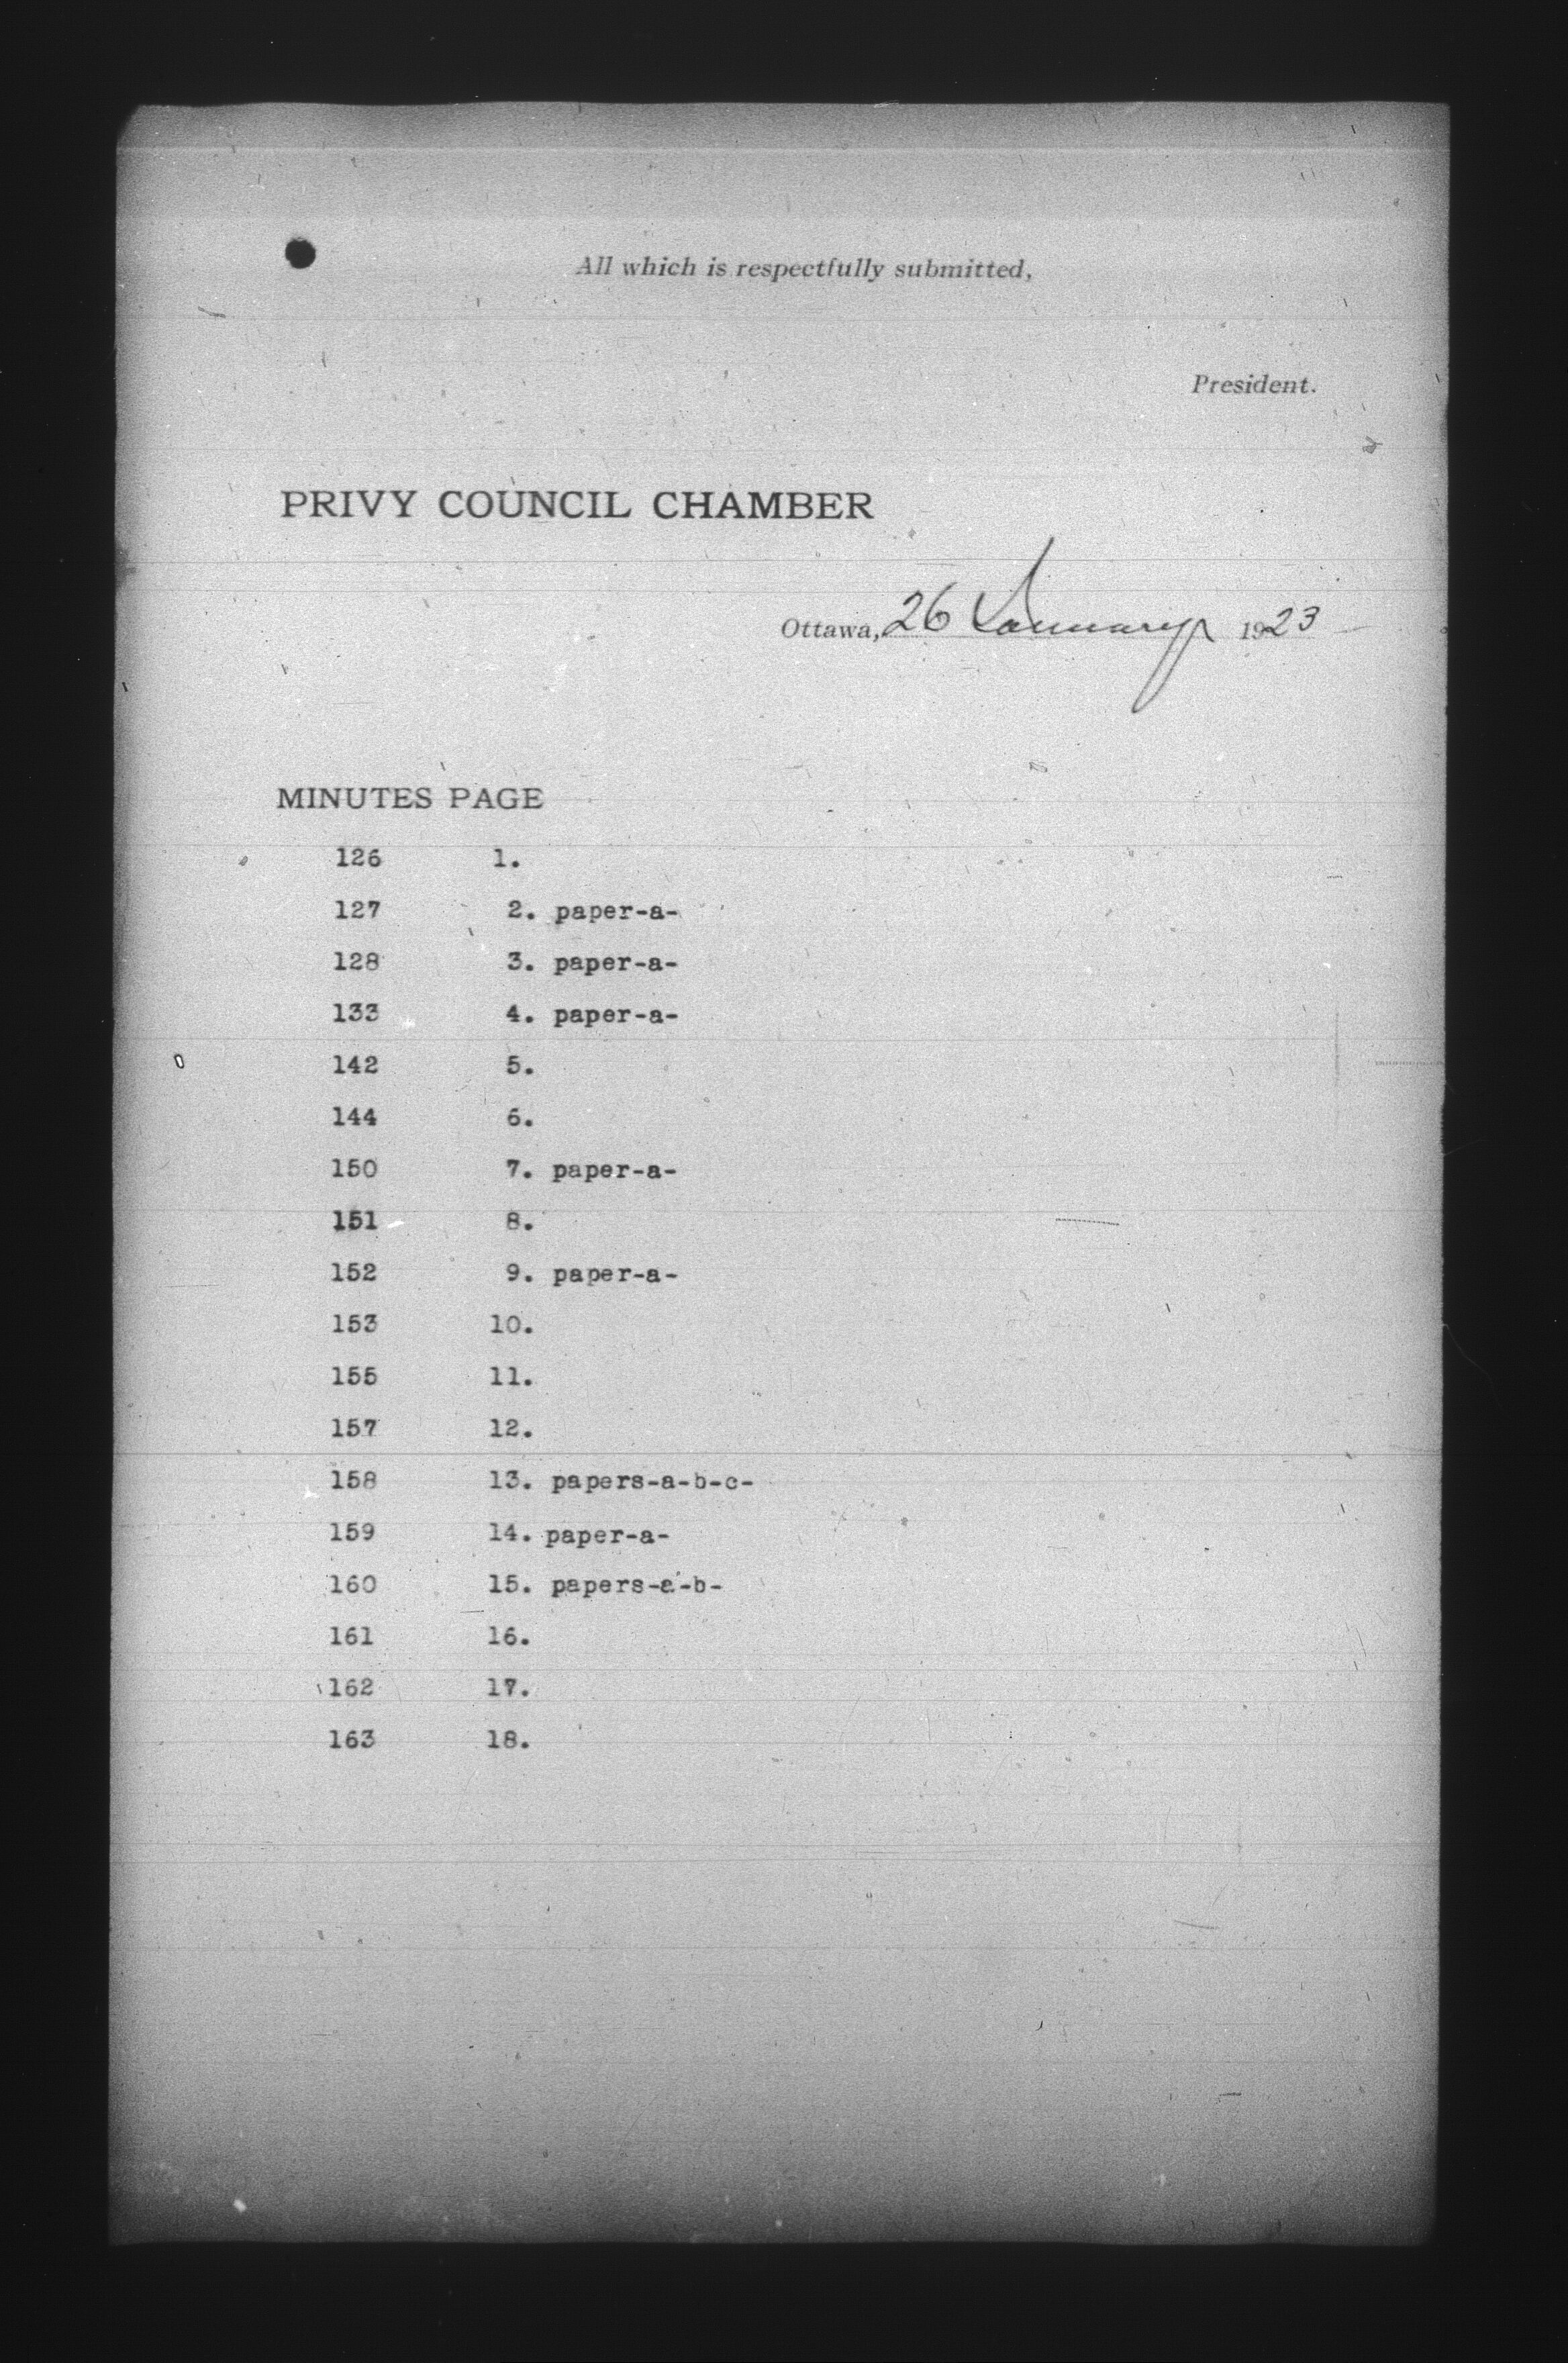 All which is respectfully submitted,
President.
PRIVY COUNCIL CHAMBER
Ottawa, 26 January 1923
MINUTES PAGE
126 1.
127 2. paper-a-
128 3. paper-a-
133 4. paper-a-
142 5.
144 6.
150 7. paper-a-
151 8.
152 9. paper-a-
153 10.
155 11.
157 12.
158 13. papers-a-b-c-
159 14. paper-a-
160 15. papers-a-b-
161 16.
162 17.
163 18.